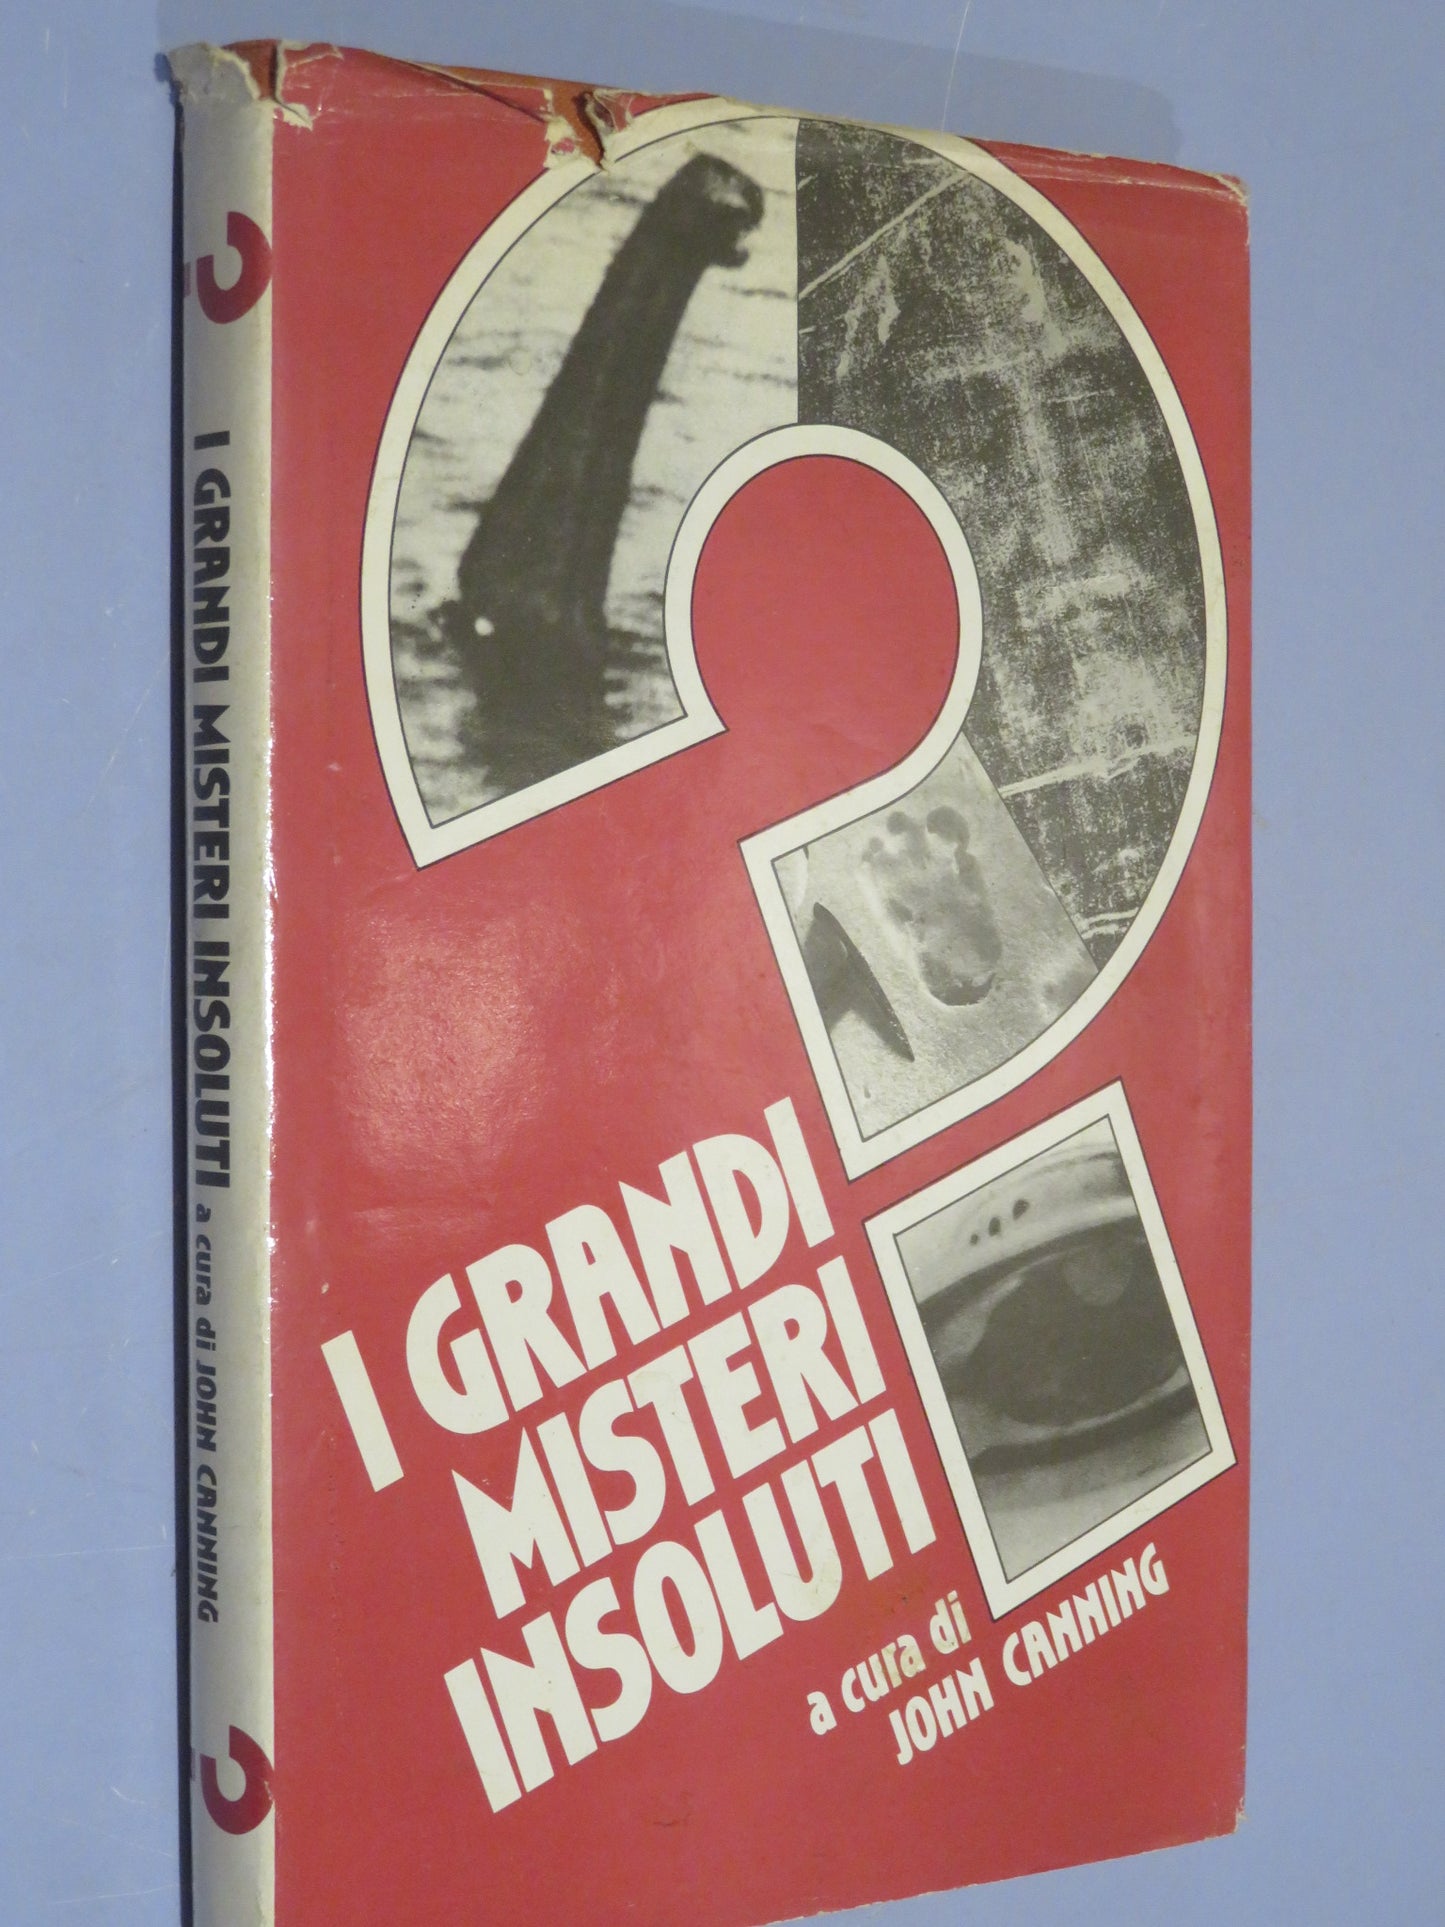 I GRANDI MISTERI INSOLUTI a cura di JOHN CANNING
I GRANDI
MISTERI
INSOLUTI
a cura di
JOHN CANNING